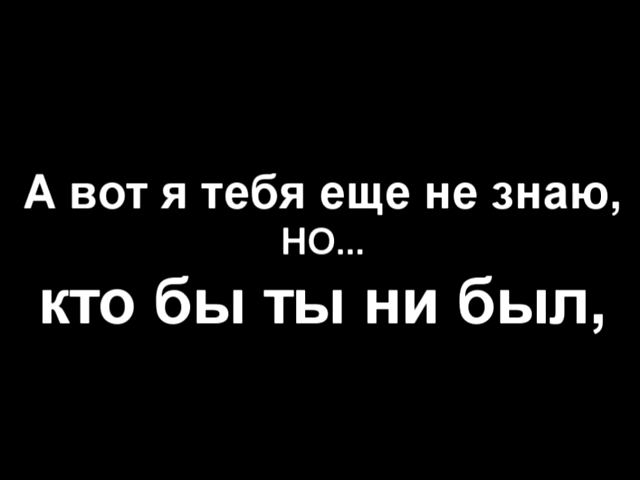 А вот я тебя еще не знаю,
но...
кто бы ты ни был,